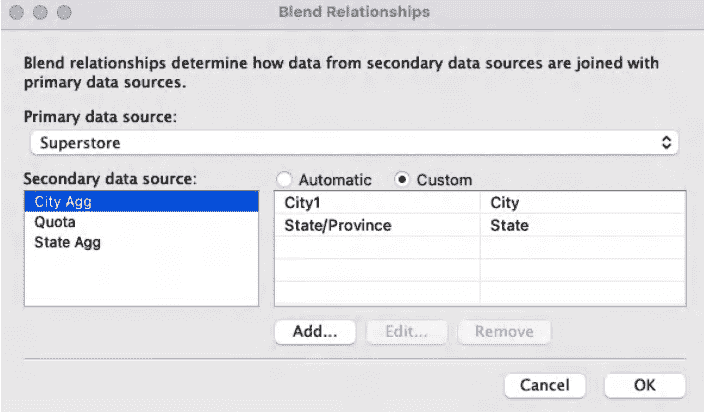 Blend Relationships
Blend relationships determine how data from secondary data sources are joined with
primary data sources.
Primary data source:
Superstore
Secondary data source:
Automatic Custom
City Agg
Quota
State Agg
City1 City
State/Province State
Add... Edit... Remove
Cancel OK